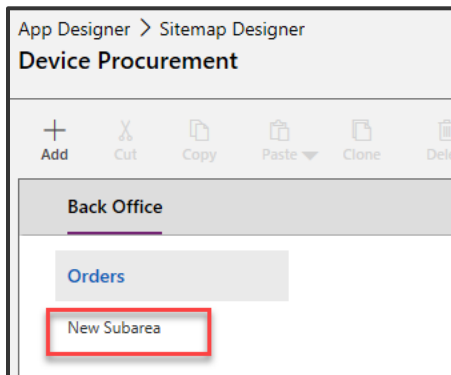 App Designer > Sitemap Designer
Device Procurement
Add Cut Copy Paste Clone
Back Office
Orders
New Subarea